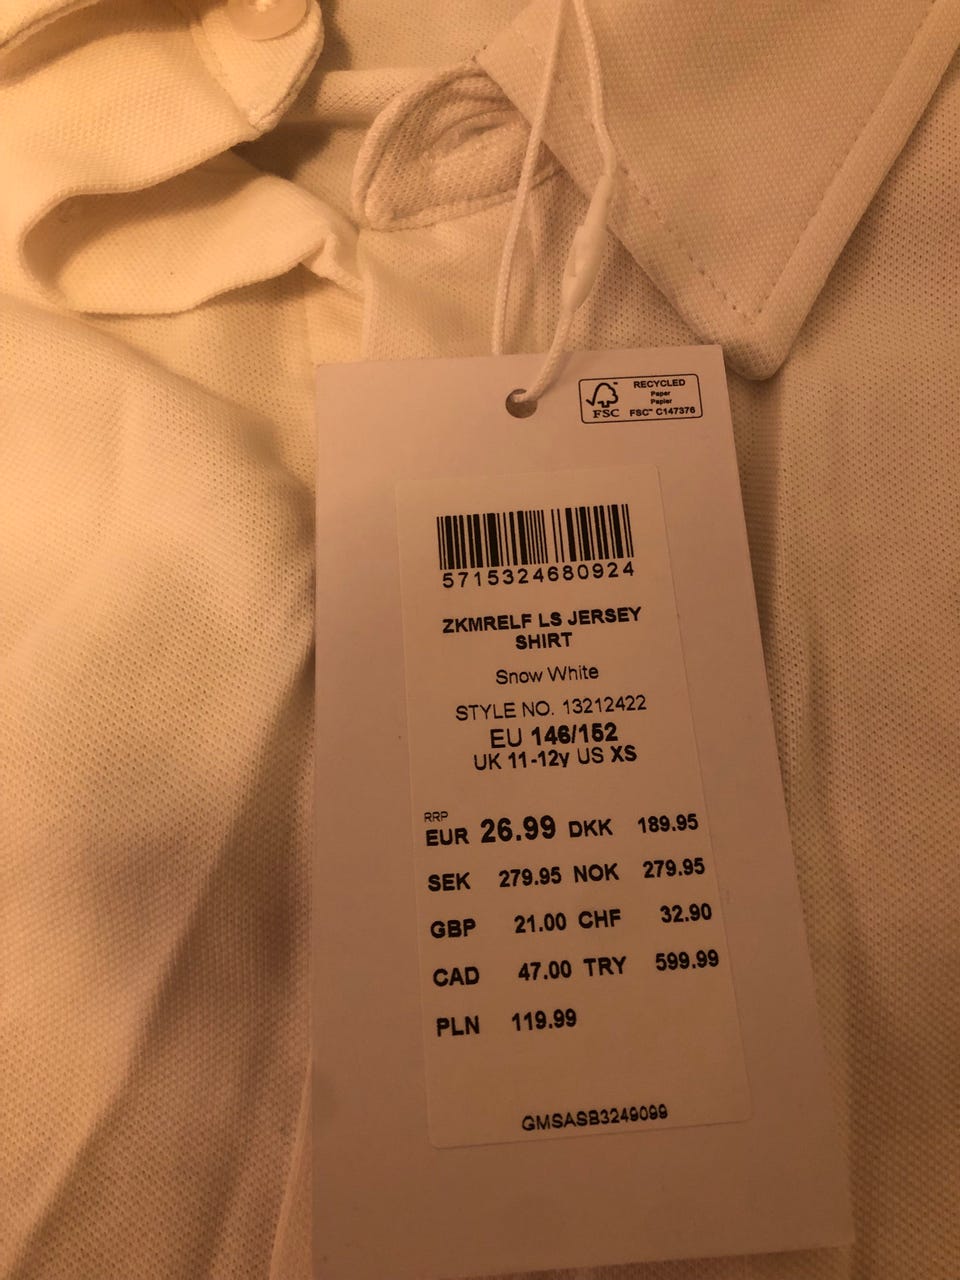 RECYCLED
Paper
Papier
FSC™ C147376
FSC
5715324680924
ZKMRELF LS JERSEY
SHIRT
Snow White
STYLE NO. 13212422
EU 146/152
UK 11-12y US XS
RRP
EUR 26.99 DKK 189.95
SEK 279.95 NOK 279.95
GBP 21.00 CHF 32.90
CAD 47.00 TRY 599.99
PLN 119.99
GMSASB3249099